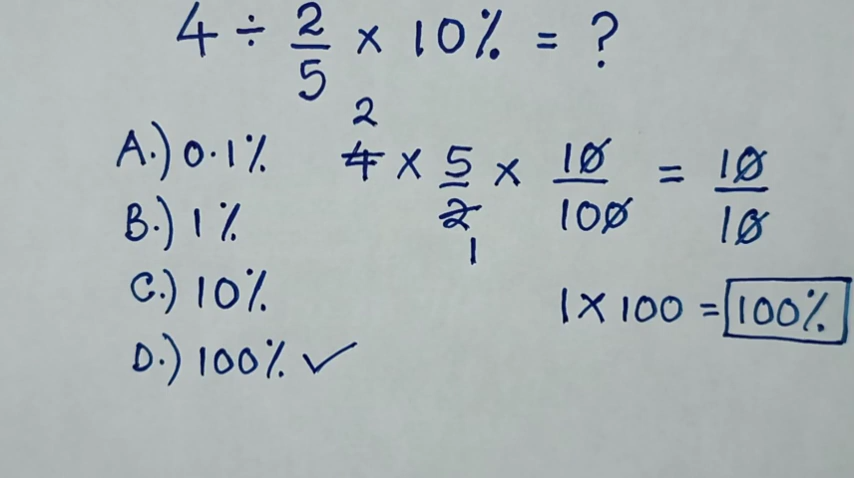 4 ÷ 2/5 × 10% = ?
A.) 0.1%
B.) 1%
C.) 10%
D.) 100% ✓
2
4 × 5/2 × 10/100 = 10/10
1
1 × 100 = 100%